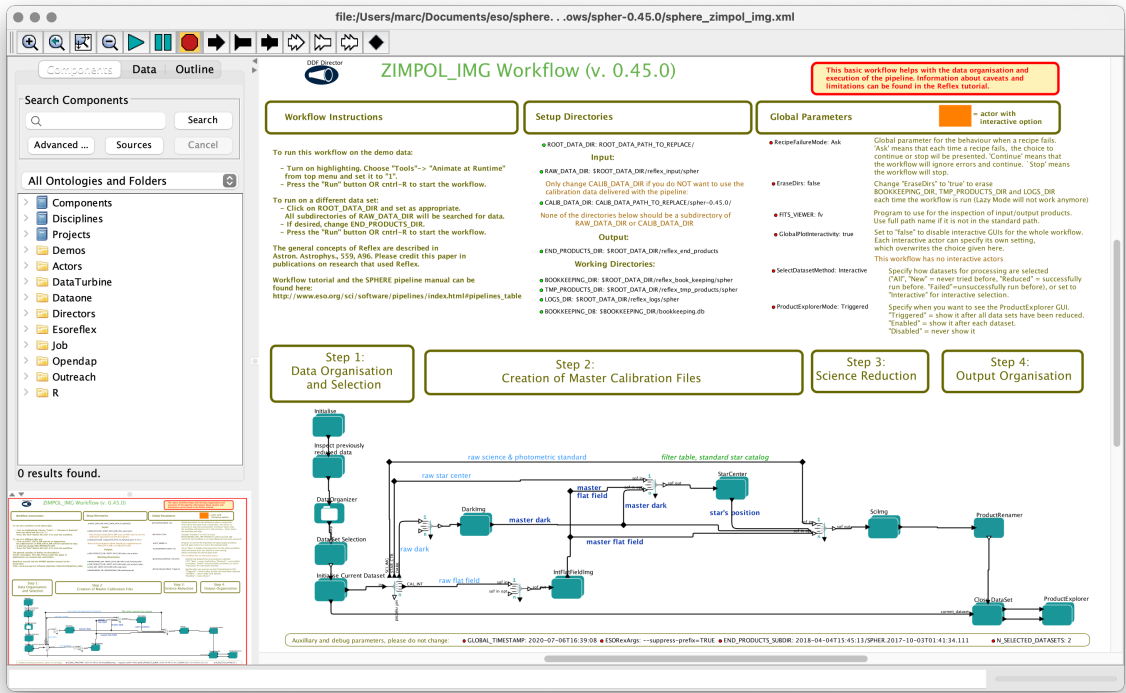 file:/Users/marc/Documents/eso/sphere. . .ows/spher-0.45.0/sphere_zimpol_img.xml
Components Data Outline
Search Components
Search
Advanced ... Sources Cancel
All Ontologies and Folders
Components
Disciplines
Projects
Demos
Actors
DataTurbine
Dataone
Directors
Esoreflex
Job
Opendap
Outreach
R
0 results found.
DDF Director
ZIMPOL_IMG Workflow (v. 0.45.0)
This basic workflow helps with the data organisation and
execution of the pipeline. Information about caveats and
limitations can be found in the Reflex tutorial.
Workflow Instructions
To run this workflow on the demo data:
- Turn on highlighting. Choose "Tools"-> "Animate at Runtime"
from top menu and set it to "1".
- Press the "Run" button OR cntrl-R to start the workflow.
To run on a different data set:
- Click on ROOT_DATA_DIR and set as appropriate.
All subdirectories of RAW_DATA_DIR will be searched for data.
- If desired, change END_PRODUCTS_DIR.
- Press the "Run" button OR cntrl-R to start the workflow.
The general concepts of Reflex are described in
Astron. Astrophys., 559, A96. Please credit this paper in
publications on research that used Reflex.
Workflow tutorial and the SPHERE pipeline manual can be
found here:
http://www.eso.org/sci/software/pipelines/index.html#pipelines_table
Setup Directories
ROOT_DATA_DIR: ROOT_DATA_PATH_TO_REPLACE/
Input:
RAW_DATA_DIR: $ROOT_DATA_DIR/reflex_input/spher
Only change CALIB_DATA_DIR if you do NOT want to use the
calibration data delivered with the pipeline:
CALIB_DATA_DIR: CALIB_DATA_PATH_TO_REPLACE/spher-0.45.0/
None of the directories below should be a subdirectory of
RAW_DATA_DIR or CALIB_DATA_DIR
Output:
END_PRODUCTS_DIR: $ROOT_DATA_DIR/reflex_end_products
Working Directories:
BOOKKEEPING_DIR: $ROOT_DATA_DIR/reflex_book_keeping/spher
TMP_PRODUCTS_DIR: $ROOT_DATA_DIR/reflex_tmp_products/spher
LOGS_DIR: $ROOT_DATA_DIR/reflex_logs/spher
BOOKKEEPING_DB: $BOOKKEEPING_DIR/bookkeeping.db
Global Parameters
= actor with
interactive option
RecipeFailureMode: Ask
Global parameter for the behaviour when a recipe fails.
'Ask' means that each time a recipe fails, the choice to
continue or stop wil be presented. 'Continue' means that
the workflow will ignore errors and continue. `Stop' means
the workflow will stop.
EraseDirs: false
Change "EraseDirs" to 'true' to erase
BOOKKEEPING_DIR, TMP_PRODUCTS_DIR and LOGS_DIR
each time the workflow is run (Lazy Mode will not work anymore)
FITS_VIEWER: fv
Program to use for the inspection of input/output products.
Use full path name if it is not in the standard path.
GlobalPlotInteractivity: true
Set to "false" to disable interactive GUIs for the whole workflow.
Each interactive actor can specify its own setting,
which overwrites the choice given here.
This workflow has no interactive actors
SelectDatasetMethod: Interactive
Specify how datasets for processing are selected
("All", "New" = never tried before, "Reduced" = successfully
run before. "Failed"=unsuccessfully run before), or set to
"Interactive" for interactive selection.
ProductExplorerMode: Triggered
Specify when you want to see the ProductExplorer GUI.
"Triggered" = show it after all data sets have been reduced.
"Enabled" = show it after each dataset.
"Disabled" = never show it
Step 1:
Data Organisation
and Selection
Step 2:
Creation of Master Calibration Files
Step 3:
Science Reduction
Step 4:
Output Organisation
Initialise
Inspect previously
reduced data
DataOrganizer
DataSet Selection
Initialise Current Dataset
raw science & photometric standard
filter table, standard star catalog
raw star center
master
flat field
StarCenter
sof out
DarkImg
master dark
master dark
star's position
SciImg
ProductRenamer
sof out
raw dark
master flat field
CAL_INT
raw flat field
IntFlatFieldImg
sof in opt
sof out
current_dataset
Close DataSet
ProductExplorer
Auxilliary and debug parameters, please do not change:
GLOBAL_TIMESTAMP: 2020-07-06T16:39:08
ESORexArgs: --suppress-prefix=TRUE
END_PRODUCTS_SUBDIR: 2018-04-04T15:45:13/SPHER.2017-10-03T01:41:34.111
N_SELECTED_DATASETS: 2